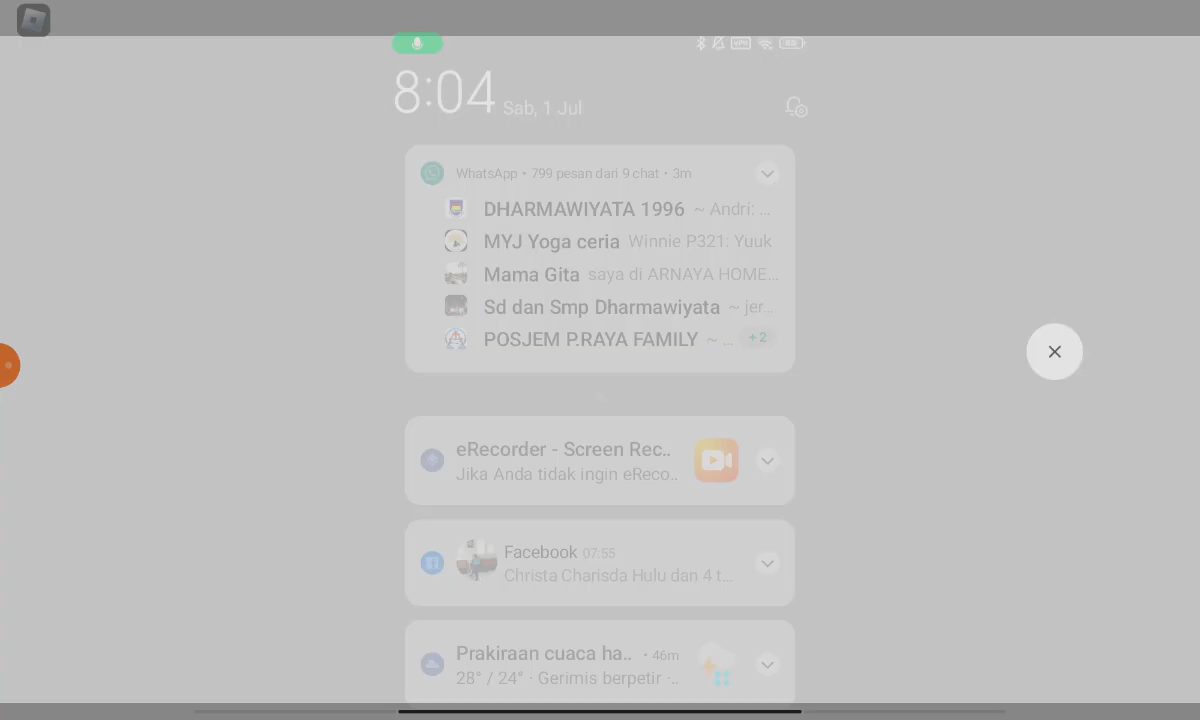 VPN
8:04 Sab, 1 Jul
WhatsApp • 799 pesan dari 9 chat • 3m
DHARMAWIYATA 1996 ~ Andri: ...
MYJ Yoga ceria Winnie P321: Yuuk
Mama Gita saya di ARNAYA HOME...
Sd dan Smp Dharmawiyata ~ jer...
POSJEM P.RAYA FAMILY ~ ... +2
eRecorder - Screen Rec..
Jika Anda tidak ingin eReco..
Facebook 07:55
Christa Charisda Hulu dan 4 t...
Prakiraan cuaca ha.. • 46m
28° / 24° · Gerimis berpetir ·..